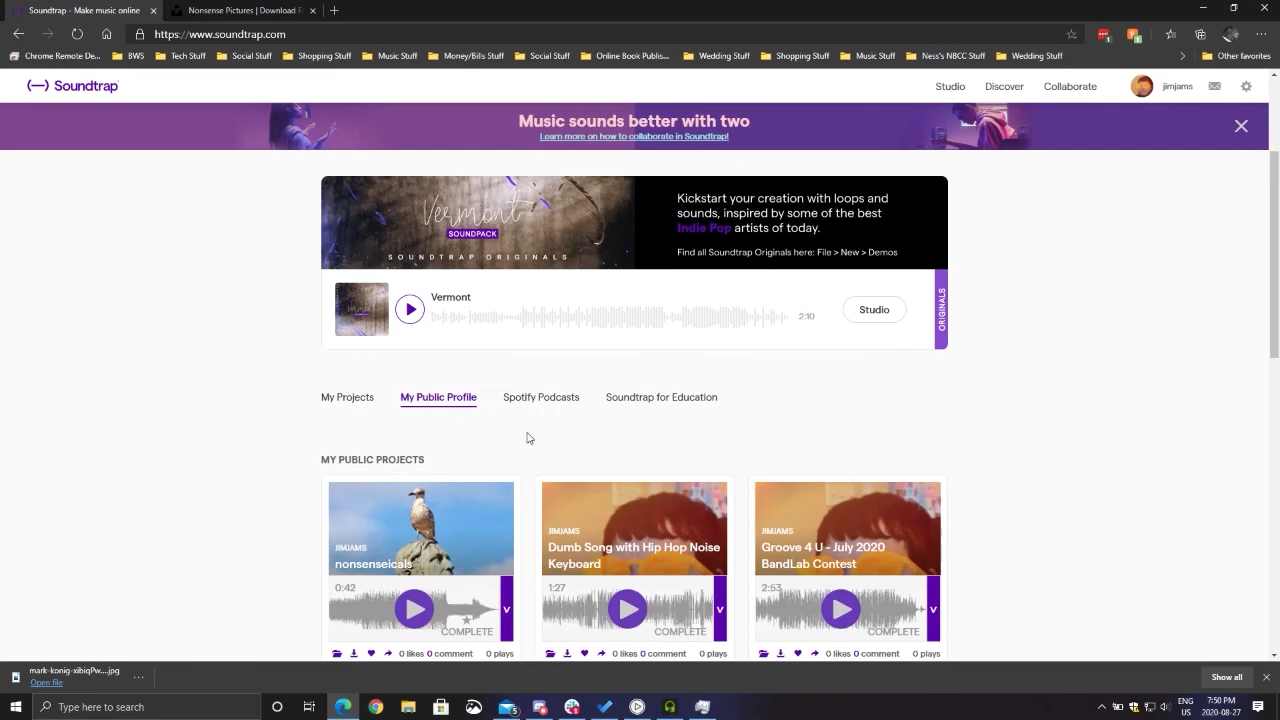 Soundtrap - Make music online
Nonsense Pictures | Download F
https://www.soundtrap.com
Chrome Remote De...
BWS
Tech Stuff
Social Stuff
Shopping Stuff
Music Stuff
Money/Bills Stuff
Social Stuff
Online Book Publis...
Wedding Stuff
Shopping Stuff
Music Stuff
Ness's NBCC Stuff
Wedding Stuff
Other favorites
(—) Soundtrap
Studio
Discover
Collaborate
jimjams
Music sounds better with two
Learn more on how to collaborate in Soundtrap!
Vermont
SOUNDPACK
SOUNDTRAP ORIGINALS
Kickstart your creation with loops and
sounds, inspired by some of the best
Indie Pop artists of today.
Find all Soundtrap Originals here: File > New > Demos
Vermont
2:10
Studio
ORIGINALS
My Projects
My Public Profile
Spotify Podcasts
Soundtrap for Education
MY PUBLIC PROJECTS
JIMJAMS
nonsenseicals
0:42
COMPLETE
0 likes 0 comment
0 plays
JIMJAMS
Dumb Song with Hip Hop Noise
Keyboard
1:27
COMPLETE
0 likes 0 comment
0 plays
JIMJAMS
Groove 4 U - July 2020
BandLab Contest
2:53
COMPLETE
0 likes 0 comment
0 plays
mark-konig-xibiqPw....jpg
Open file
Show all
Type here to search
5
ENG
US
7:50 PM
2020-08-27